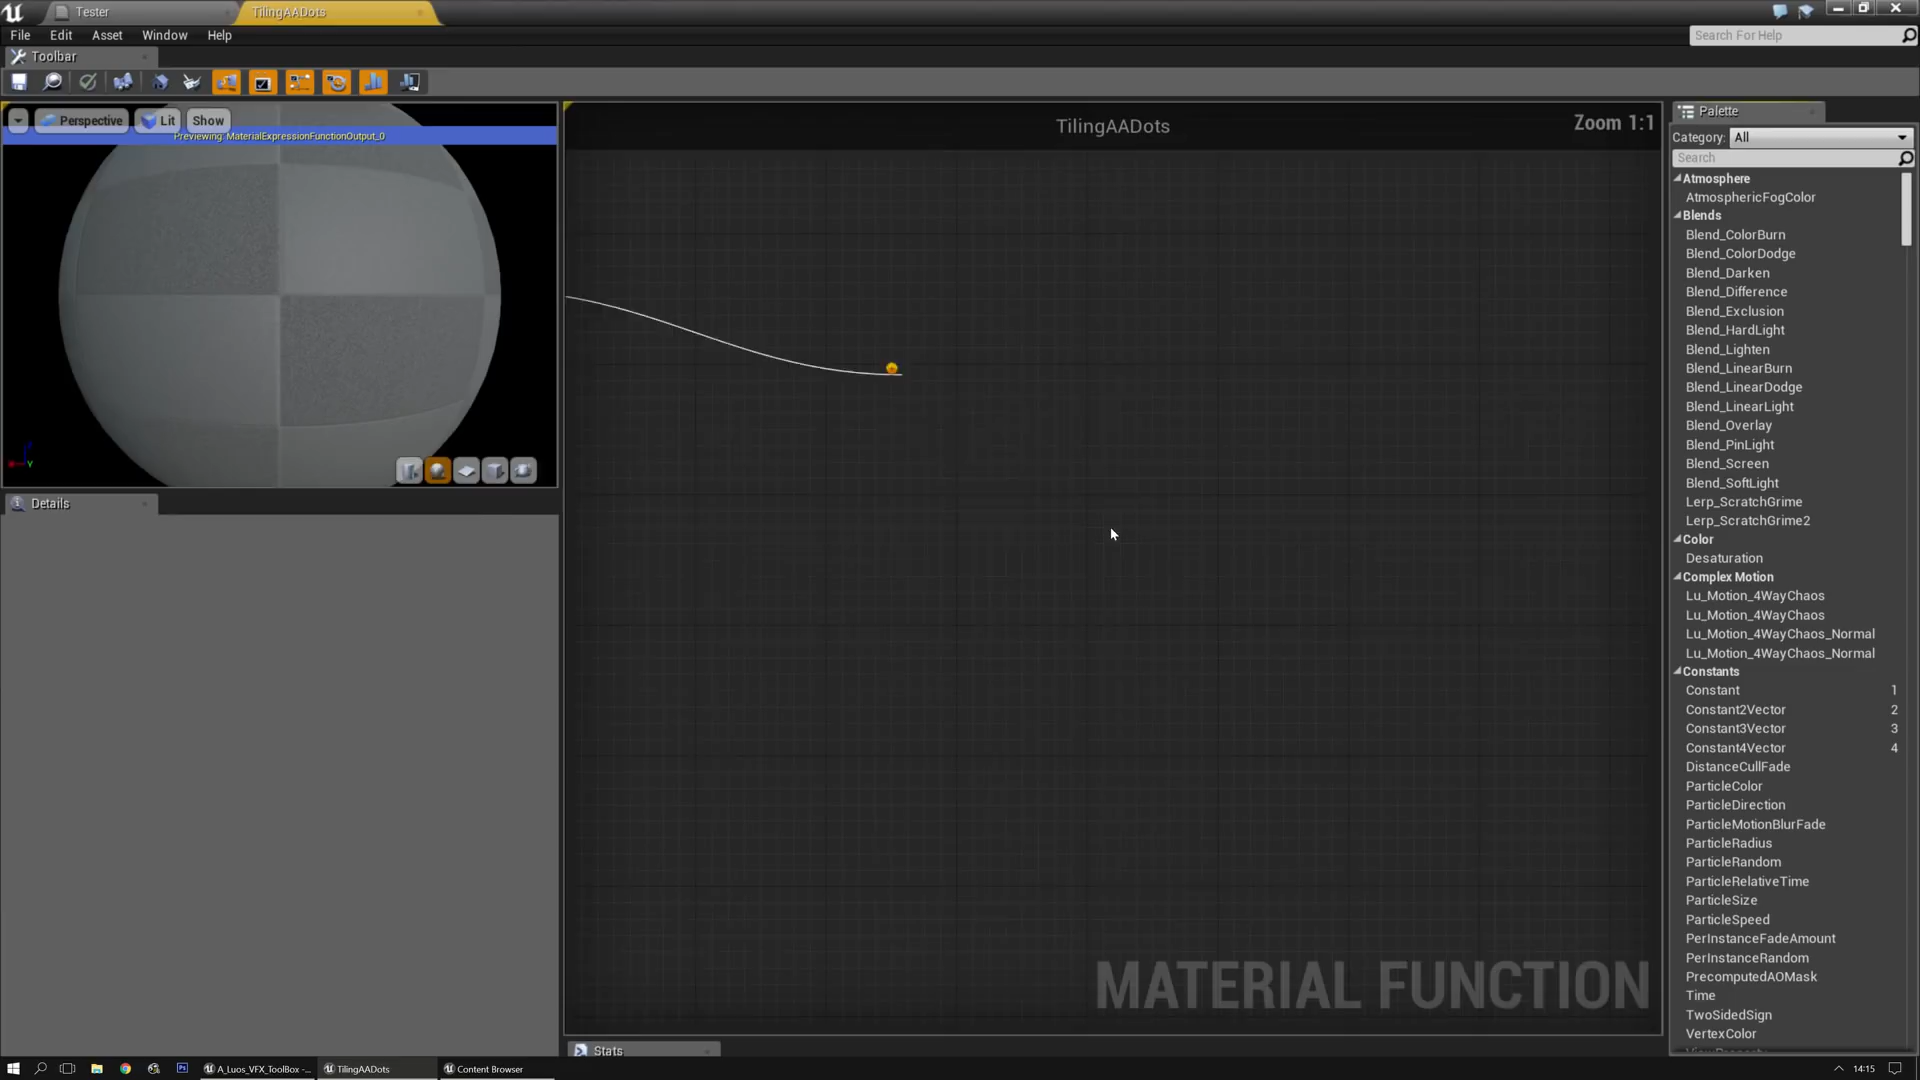 Tester
TilingAADots
File Edit Asset Window Help
Search For Help
Toolbar
Perspective Lit Show
Previewing: MaterialExpressionFunctionOutput_0
Y
TilingAADots
Zoom 1:1
MATERIAL FUNCTION
Details
Stats
Palette
Category: All
Search
Atmosphere
AtmosphericFogColor
Blends
Blend_ColorBurn
Blend_ColorDodge
Blend_Darken
Blend_Difference
Blend_Exclusion
Blend_HardLight
Blend_Lighten
Blend_LinearBurn
Blend_LinearDodge
Blend_LinearLight
Blend_Overlay
Blend_PinLight
Blend_Screen
Blend_SoftLight
Lerp_ScratchGrime
Lerp_ScratchGrime2
Color
Desaturation
Complex Motion
Lu_Motion_4WayChaos
Lu_Motion_4WayChaos
Lu_Motion_4WayChaos_Normal
Lu_Motion_4WayChaos_Normal
Constants
Constant 1
Constant2Vector 2
Constant3Vector 3
Constant4Vector 4
DistanceCullFade
ParticleColor
ParticleDirection
ParticleMotionBlurFade
ParticleRadius
ParticleRandom
ParticleRelativeTime
ParticleSize
ParticleSpeed
PerInstanceFadeAmount
PerInstanceRandom
PrecomputedAOMask
Time
TwoSidedSign
VertexColor
A_Luos_VFX_ToolBox -...
TilingAADots
Content Browser
14:15